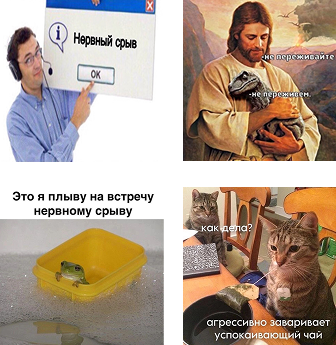 Нервный срыв
OK
-не переживайте
-не переживем.
Это я плыву на встречу
нервному срыву
как дела?
агрессивно заваривает
успокаивающий чай